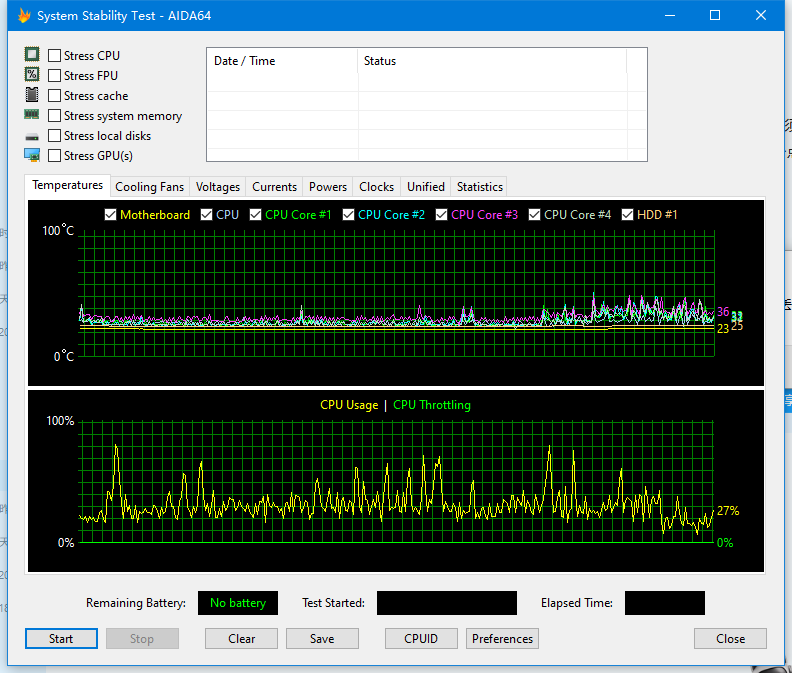 System Stability Test - AIDA64
Stress CPU
Stress FPU
Stress cache
Stress system memory
Stress local disks
Stress GPU(s)
Date / Time Status
Temperatures Cooling Fans Voltages Currents Powers Clocks Unified Statistics
Motherboard CPU CPU Core #1 CPU Core #2 CPU Core #3 CPU Core #4 HDD #1
100°C
36
23 25
0°C
CPU Usage | CPU Throttling
100%
27%
0% 0%
Remaining Battery: No battery Test Started: Elapsed Time:
Start Stop Clear Save CPUID Preferences Close